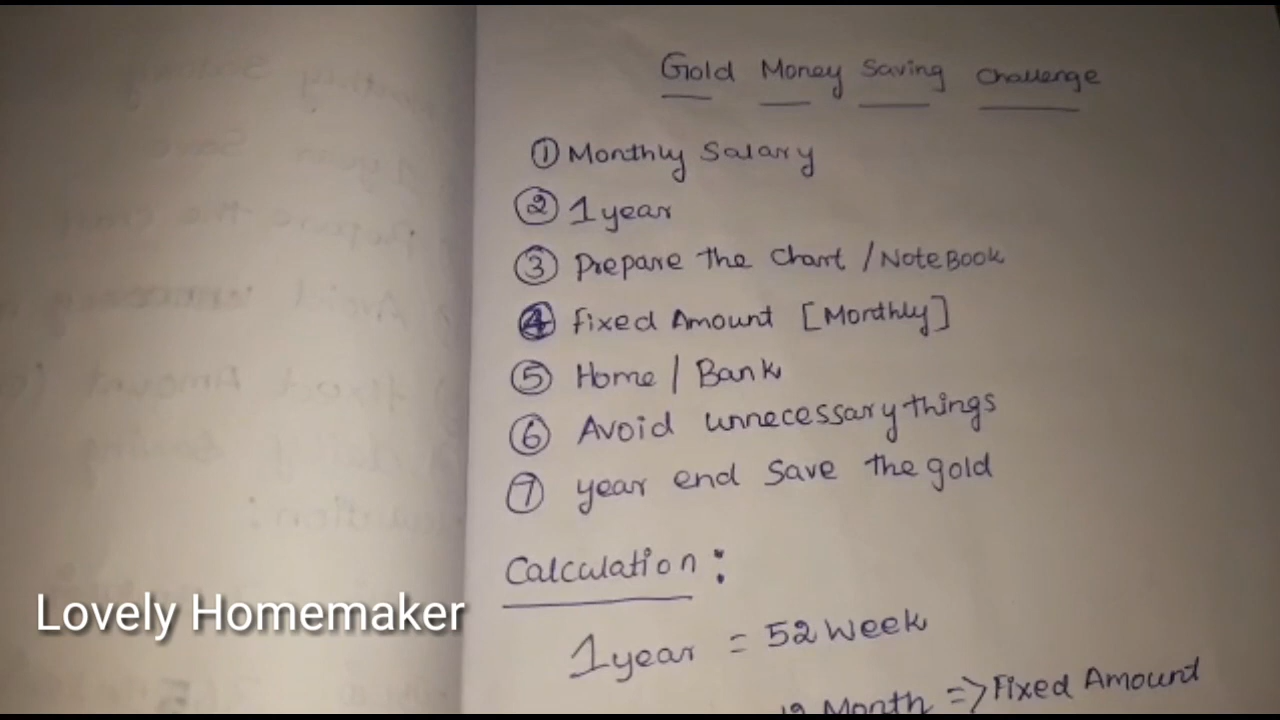 Gold Money Saving challenge
① Monthly Salary
② 1 year
③ Prepare the chart / NoteBook
④ fixed Amount [Monthly]
⑤ Home / Bank
⑥ Avoid unnecessary things
⑦ year end Save the gold
Calculation :
1 year = 52 Week
Month => Fixed Amount
Lovely Homemaker